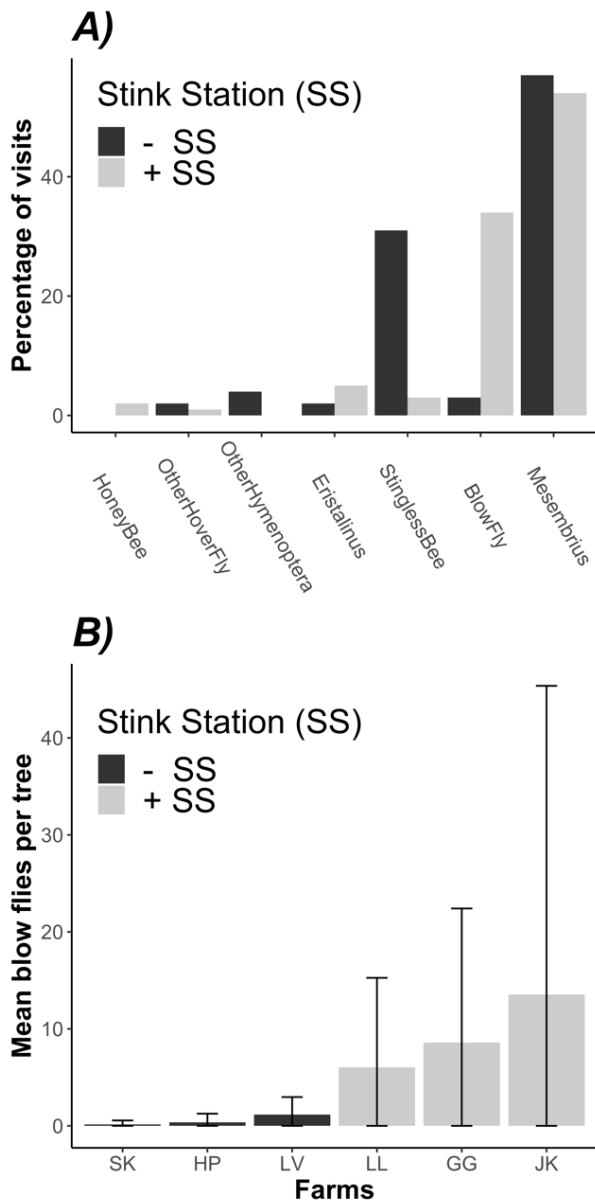 A)
Stink Station (SS)
- SS
+ SS
Percentage of visits
40
20
0
HoneyBee
OtherHoverFly
OtherHymenoptera
Eristalinus
StinglessBee
BlowFly
Mesembrius
B)
Stink Station (SS)
- SS
+ SS
Mean blow flies per tree
40
30
20
10
0
SK HP LV LL GG JK
Farms